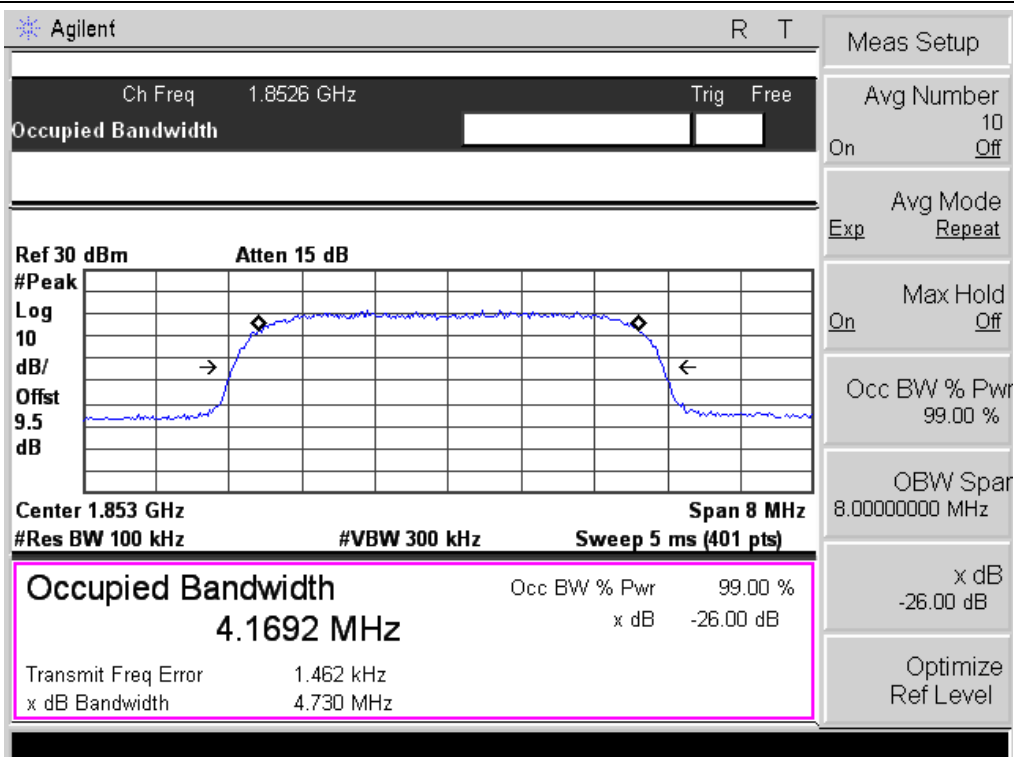 Agilent R T
Ch Freq 1.8526 GHz Trig Free
Occupied Bandwidth
Ref 30 dBm Atten 15 dB
#Peak
Log
10
dB/
Offst
9.5
dB
Center 1.853 GHz Span 8 MHz
#Res BW 100 kHz #VBW 300 kHz Sweep 5 ms (401 pts)
Occupied Bandwidth
4.1692 MHz
Occ BW % Pwr 99.00 %
x dB -26.00 dB
Transmit Freq Error 1.462 kHz
x dB Bandwidth 4.730 MHz
Meas Setup
Avg Number
10
On Off
Avg Mode
Exp Repeat
Max Hold
On Off
Occ BW % Pwr
99.00 %
OBW Span
8.00000000 MHz
x dB
-26.00 dB
Optimize
Ref Level